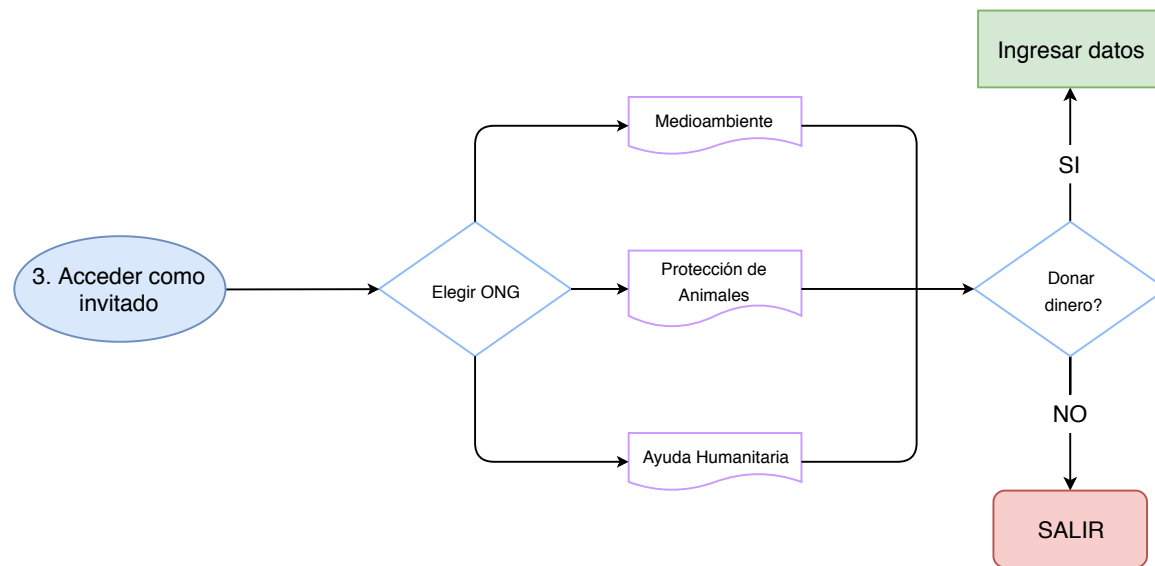 3. Acceder como
invitado
Elegir ONG
Medioambiente
Protección de
Animales
Ayuda Humanitaria
Donar
dinero?
SI
Ingresar datos
NO
SALIR